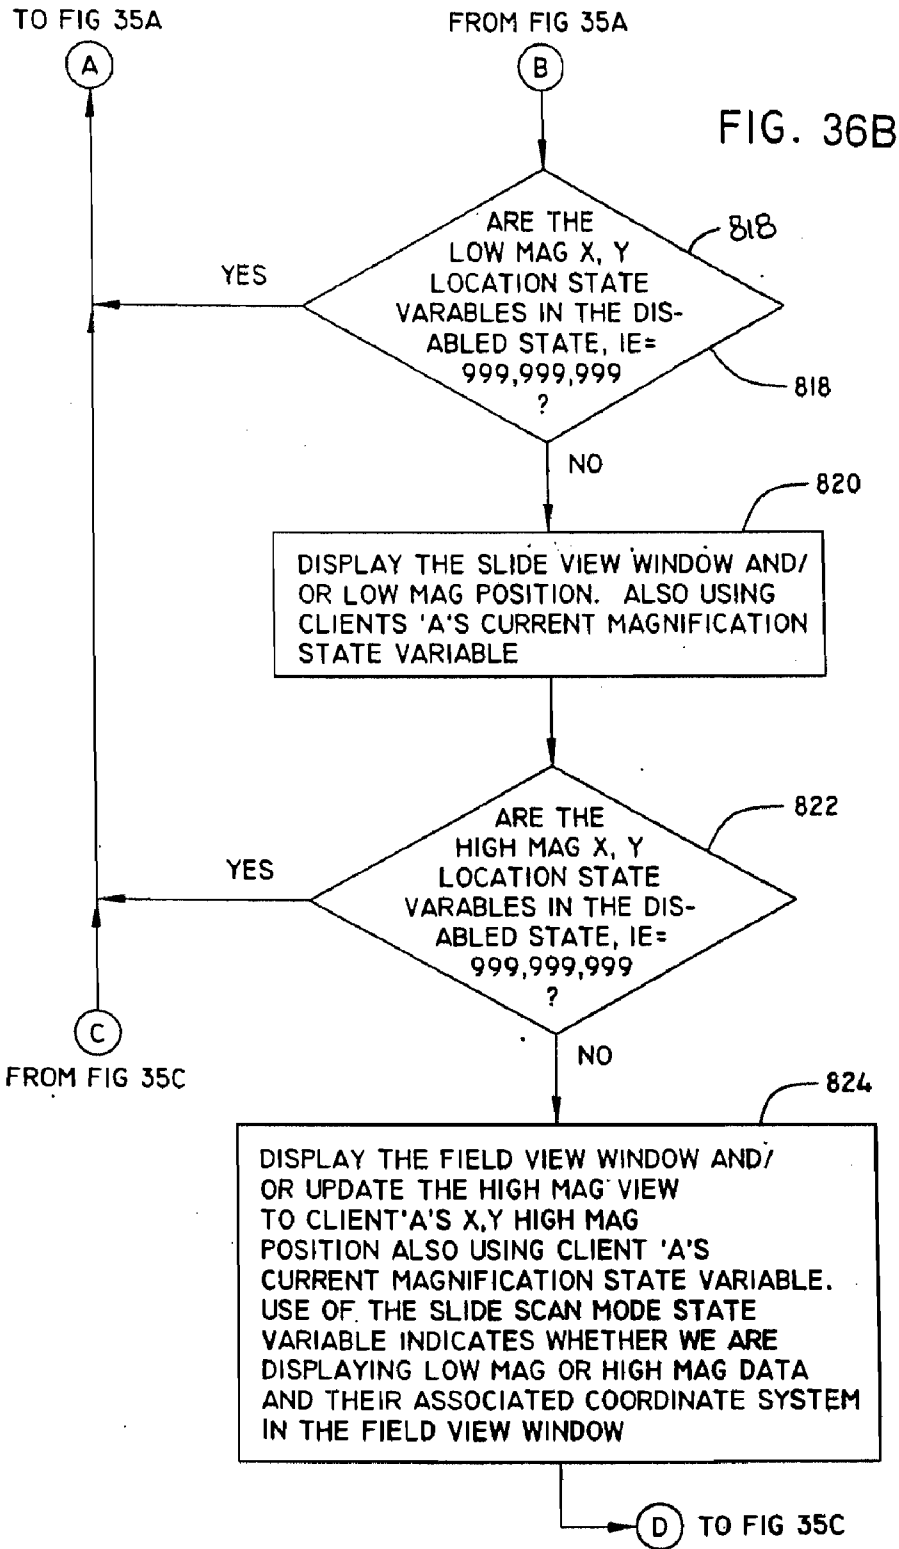 TO FIG 35A
A
FROM FIG 35A
B
FIG. 36B
ARE THE
LOW MAG X, Y
LOCATION STATE
VARABLES IN THE DIS-
ABLED STATE, IE=
999,999,999
?
818
818
YES
NO
820
DISPLAY THE SLIDE VIEW WINDOW AND/
OR LOW MAG POSITION. ALSO USING
CLIENTS 'A'S CURRENT MAGNIFICATION
STATE VARIABLE
822
ARE THE
HIGH MAG X, Y
LOCATION STATE
VARABLES IN THE DIS-
ABLED STATE, IE=
999,999,999
?
YES
C
FROM FIG 35C
NO
824
DISPLAY THE FIELD VIEW WINDOW AND/
OR UPDATE THE HIGH MAG VIEW
TO CLIENT'A'S X,Y HIGH MAG
POSITION ALSO USING CLIENT 'A'S
CURRENT MAGNIFICATION STATE VARIABLE.
USE OF THE SLIDE SCAN MODE STATE
VARIABLE INDICATES WHETHER WE ARE
DISPLAYING LOW MAG OR HIGH MAG DATA
AND THEIR ASSOCIATED COORDINATE SYSTEM
IN THE FIELD VIEW WINDOW
D
TO FIG 35C